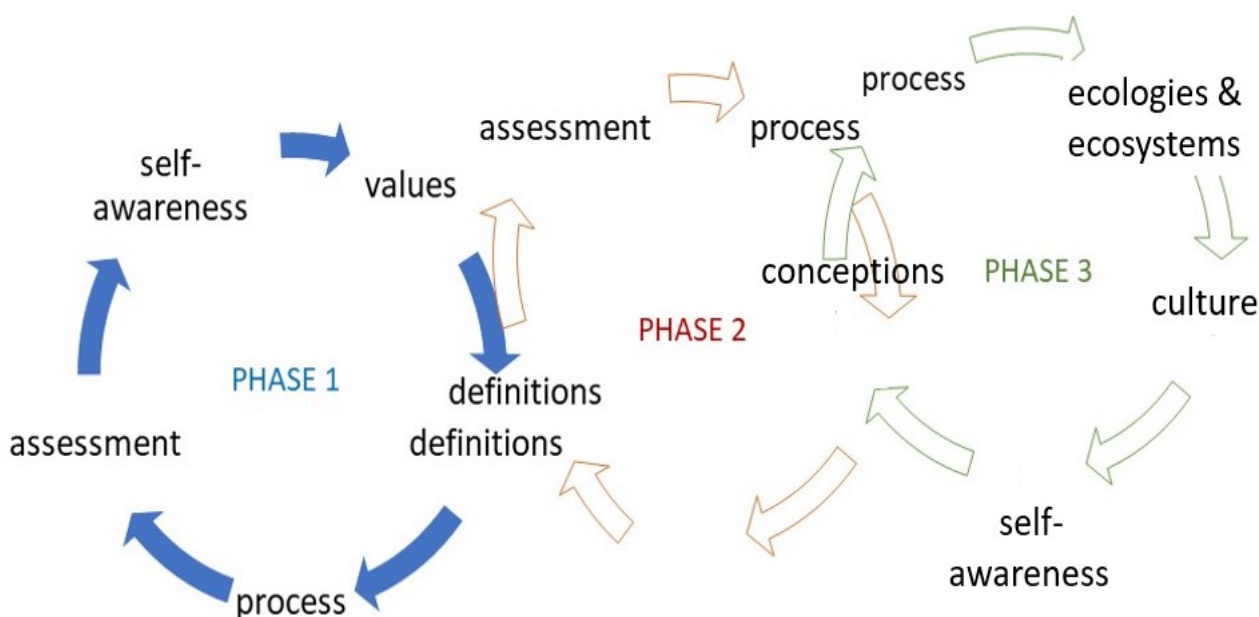 self-
awareness
values
definitions
process
assessment
PHASE 1
assessment
process
conceptions
definitions
PHASE 2
process
ecologies &
ecosystems
culture
self-
awareness
PHASE 3